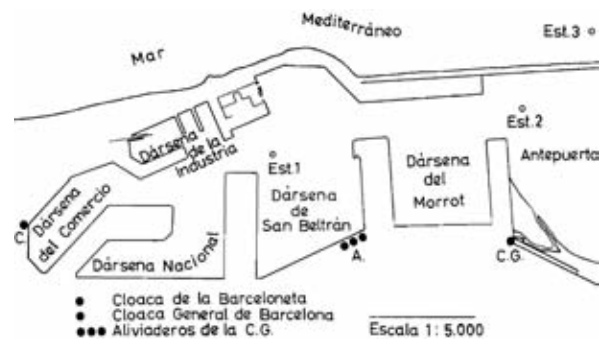 Mar
Mediterráneo
Est.3
Est.2
Antepuerta
Dársena
de la
Industria
Est.1
Dársena
del
Morrot
Dársena
de
San Beltrán
Dársena
del Comercio
C.
Dársena Nacional
A.
C.G.
Cloaca de la Barceloneta
Cloaca General de Barcelona
Aliviaderos de la C.G.
Escala 1: 5.000